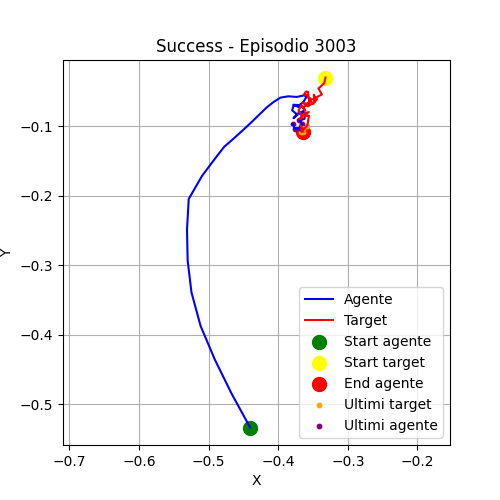 Success - Episodio 3003
Y
−0.1
−0.2
−0.3
−0.4
−0.5
Agente
Target
Start agente
Start target
End agente
Ultimi target
Ultimi agente
−0.7 −0.6 −0.5 −0.4 −0.3 −0.2
X